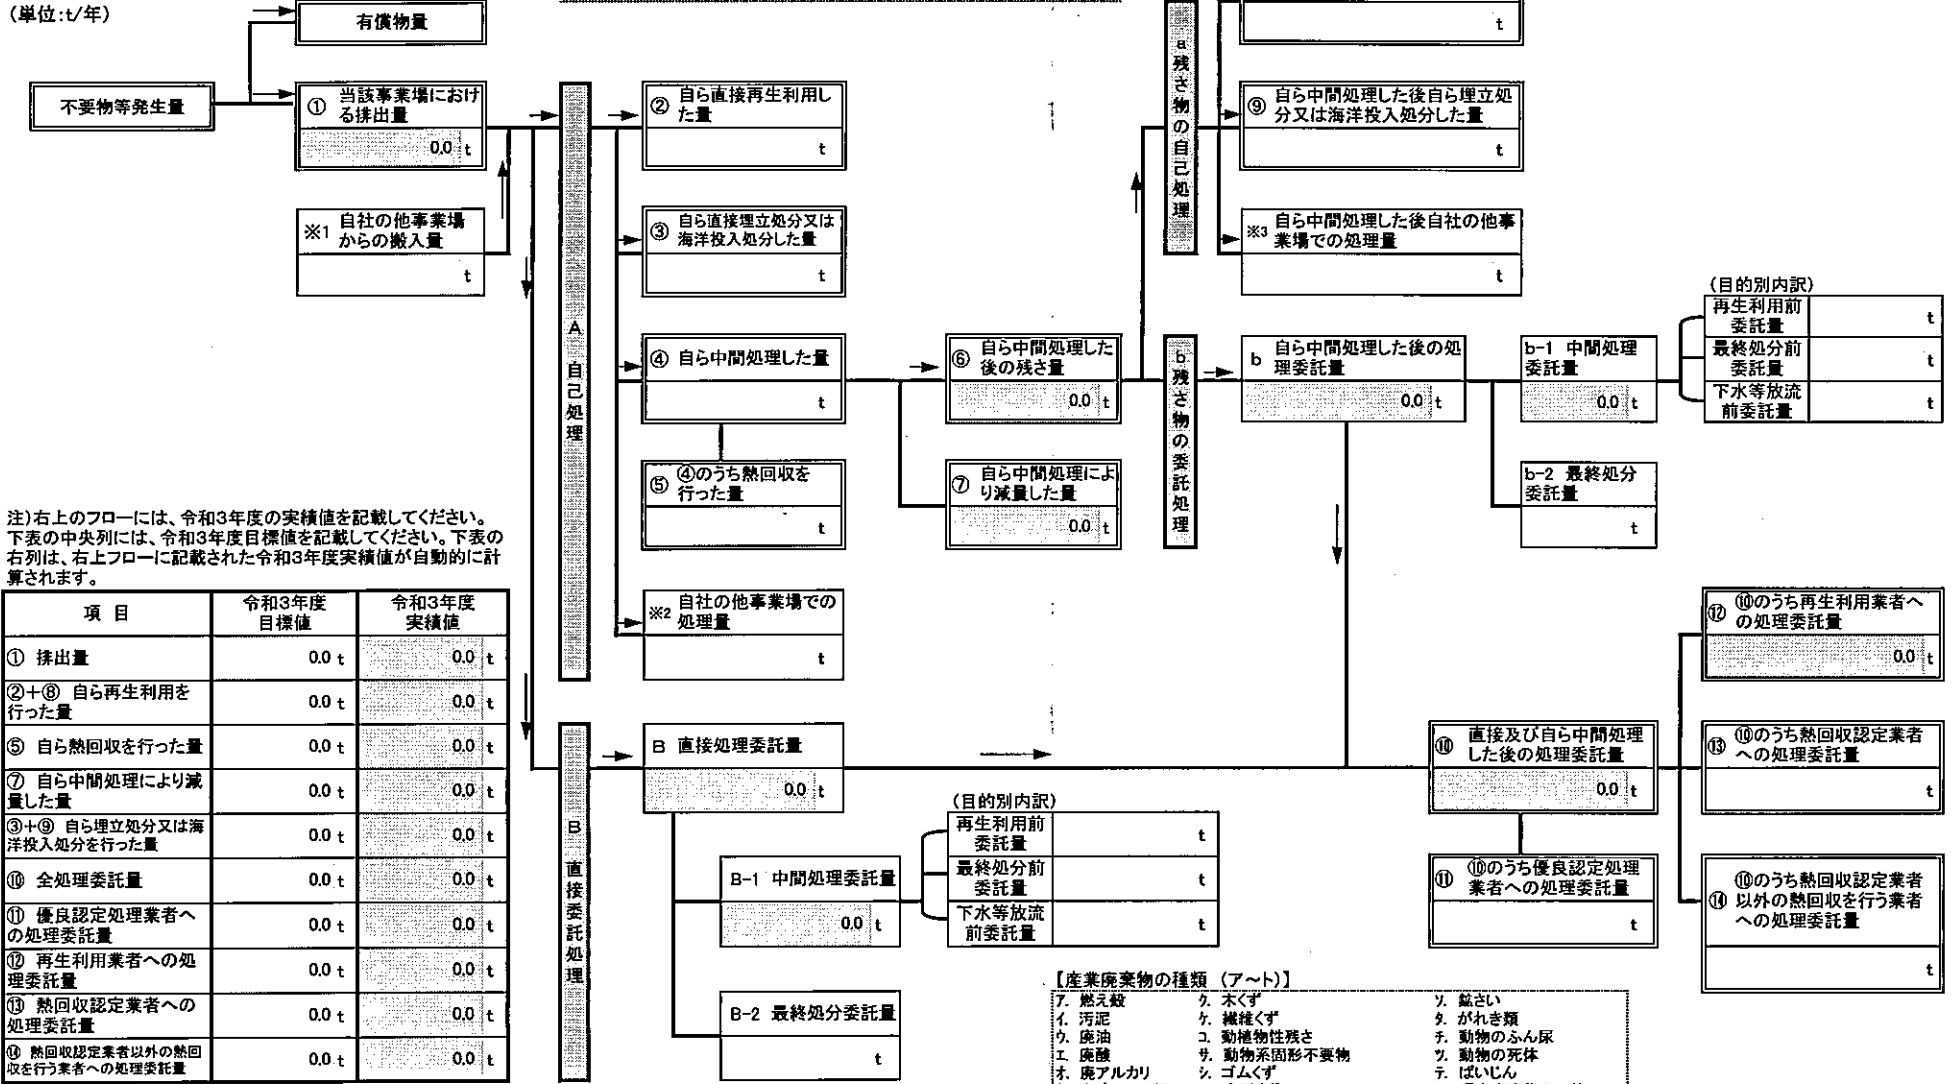 (単位:t/年)
有償物量
不要物等発生量
① 当該事業場におけ
る排出量
0.0 t
※1 自社の他事業場
からの搬入量
t
A 自己処理
② 自ら直接再生利用し
た量
t
③ 自ら直接埋立処分又は
海洋投入処分した量
t
④ 自ら中間処理した量
t
⑤ ④のうち熱回収を
行った量
t
※2 自社の他事業場での
処理量
t
⑥ 自ら中間処理した
後の残さ量
0.0 t
⑦ 自ら中間処理によ
り減量した量
0.0 t
a 残さ物の自己処理
t
⑨ 自ら中間処理した後自ら埋立処
分又は海洋投入処分した量
t
※3 自ら中間処理した後自社の他事
業場での処理量
t
b 残さ物の委託処理
b 自ら中間処理した後の処
理委託量
0.0 t
b-1 中間処理
委託量
0.0 t
b-2 最終処分
委託量
t
(目的別内訳)
再生利用前
委託量
t
最終処分前
委託量
t
下水等放流
前委託量
t
注)右上のフローには、令和3年度の実績値を記載してください。
下表の中央列には、令和3年度目標値を記載してください。下表の
右列は、右上フローに記載された令和3年度実績値が自動的に計
算されます。
項 目
令和3年度
目標値
令和3年度
実績値
① 排出量
0.0 t 0.0 t
②+⑧ 自ら再生利用を
行った量
0.0 t 0.0 t
⑤ 自ら熱回収を行った量
0.0 t 0.0 t
⑦ 自ら中間処理により減
量した量
0.0 t 0.0 t
③+⑨ 自ら埋立処分又は海
洋投入処分を行った量
0.0 t 0.0 t
⑩ 全処理委託量
0.0 t 0.0 t
⑪ 優良認定処理業者へ
の処理委託量
0.0 t 0.0 t
⑫ 再生利用業者への処
理委託量
0.0 t 0.0 t
⑬ 熱回収認定業者への
処理委託量
0.0 t 0.0 t
⑭ 熱回収認定業者以外の熱回
収を行う業者への処理委託量
0.0 t 0.0 t
B 直接委託処理
B 直接処理委託量
0.0 t
B-1 中間処理委託量
0.0 t
B-2 最終処分委託量
t
(目的別内訳)
再生利用前
委託量
t
最終処分前
委託量
t
下水等放流
前委託量
t
⑩ 直接及び自ら中間処理
した後の処理委託量
0.0 t
⑪ ⑩のうち優良認定処理
業者への処理委託量
t
⑫ ⑩のうち再生利用業者へ
の処理委託量
0.0 t
⑬ ⑩のうち熱回収認定業者
への処理委託量
t
⑭ ⑩のうち熱回収認定業者
以外の熱回収を行う業者
への処理委託量
t
【産業廃棄物の種類 (ア～ト)】
ア. 燃え殻 ク. 木くず ソ. 鉱さい
イ. 汚泥 ケ. 繊維くず タ. がれき類
ウ. 廃油 コ. 動植物性残さ チ. 動物のふん尿
エ. 廃酸 サ. 動物系固形不要物 ツ. 動物の死体
オ. 廃アルカリ シ. ゴムくず テ. ばいじん